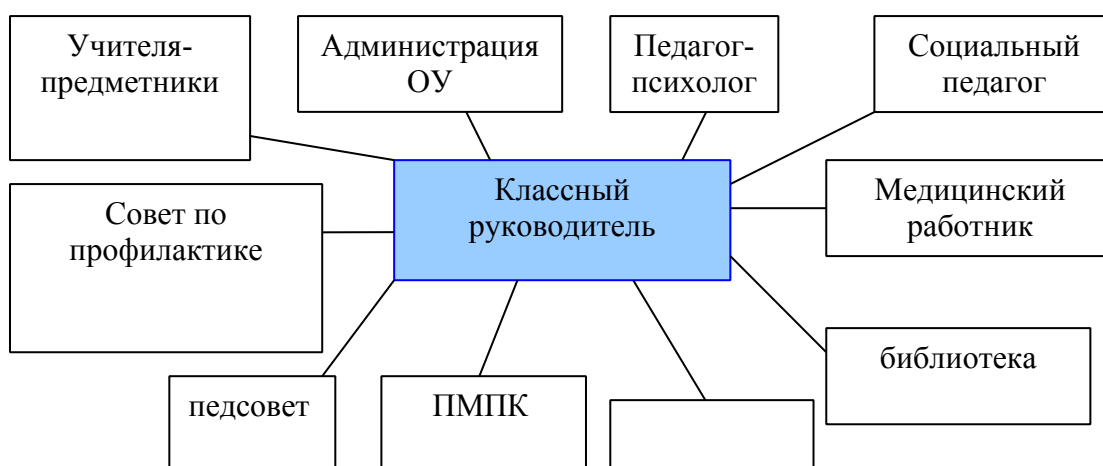 Учителя-
предметники
Администрация
ОУ
Педагог-
психолог
Социальный
педагог
Классный
руководитель
Медицинский
работник
Совет по
профилактике
библиотека
педсовет
ПМПК